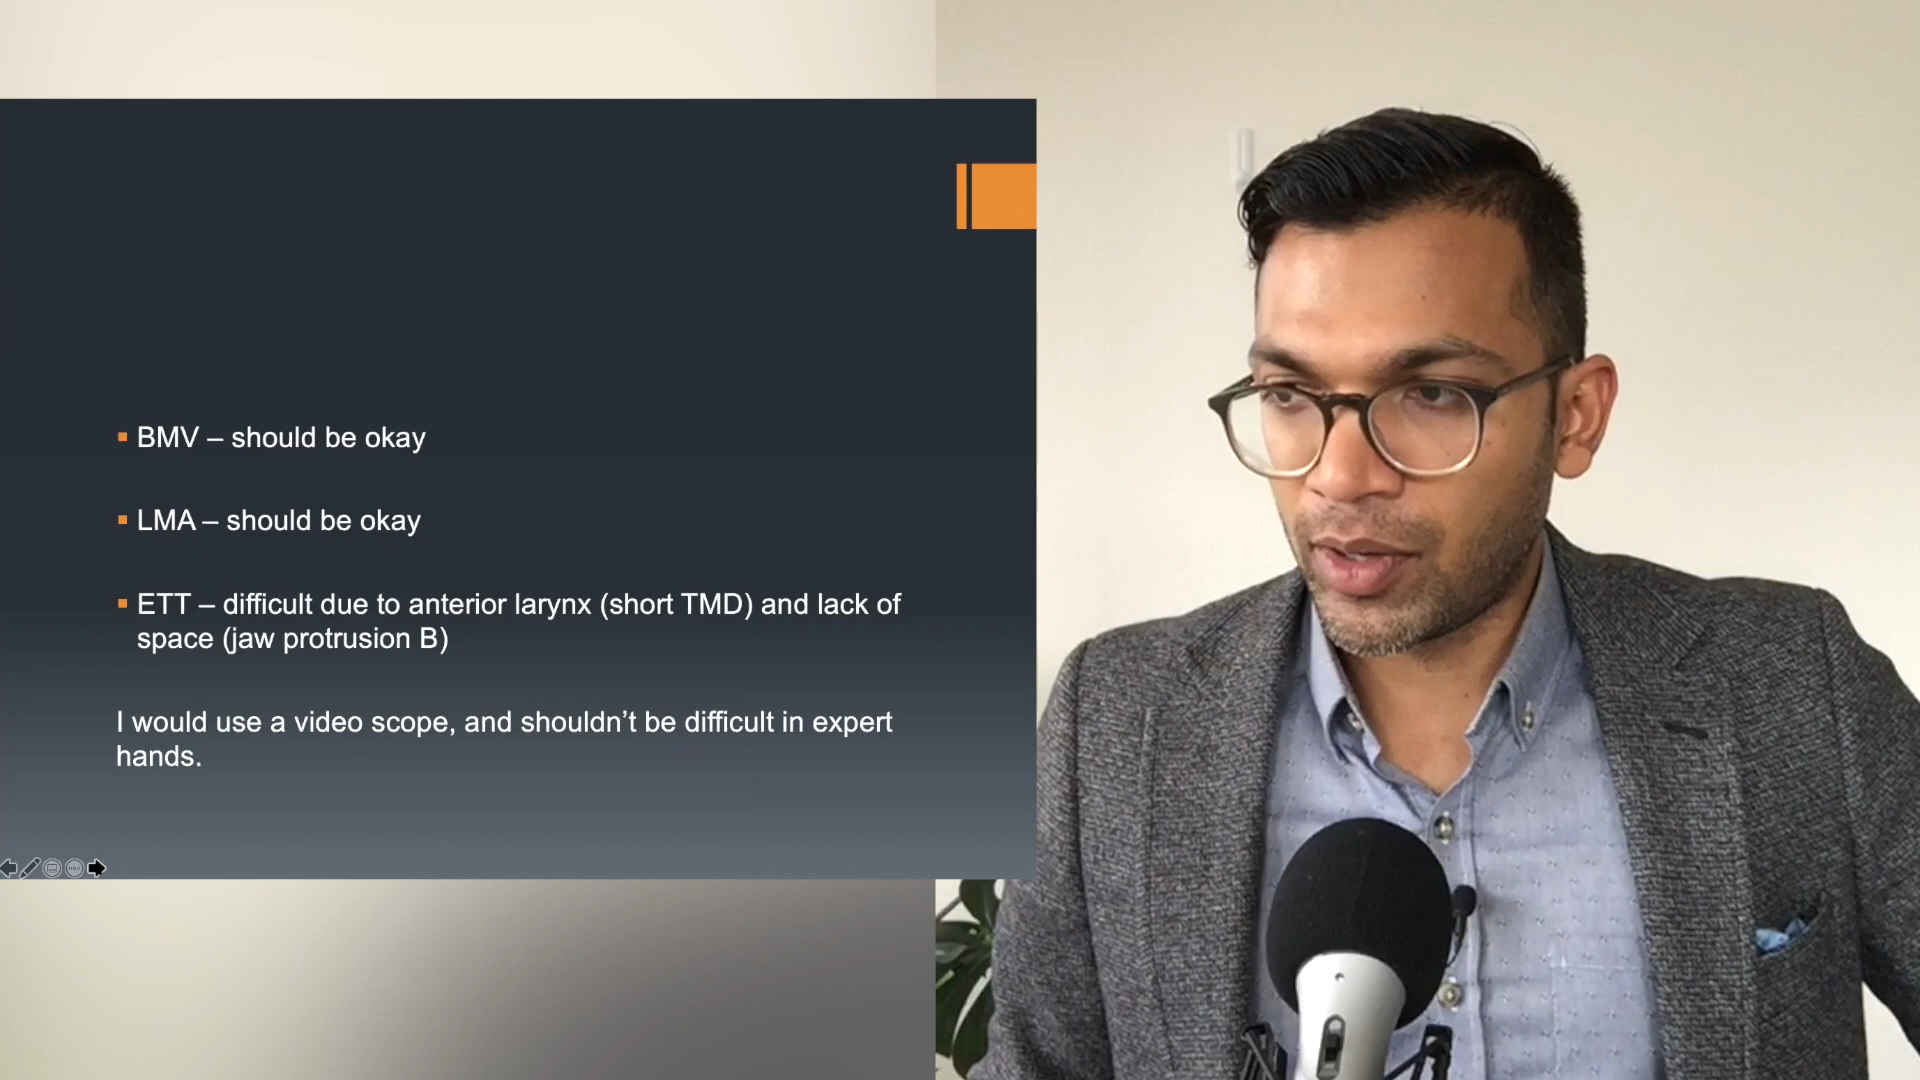 BMV – should be okay
LMA – should be okay
ETT – difficult due to anterior larynx (short TMD) and lack of
space (jaw protrusion B)
I would use a video scope, and shouldn’t be difficult in expert
hands.